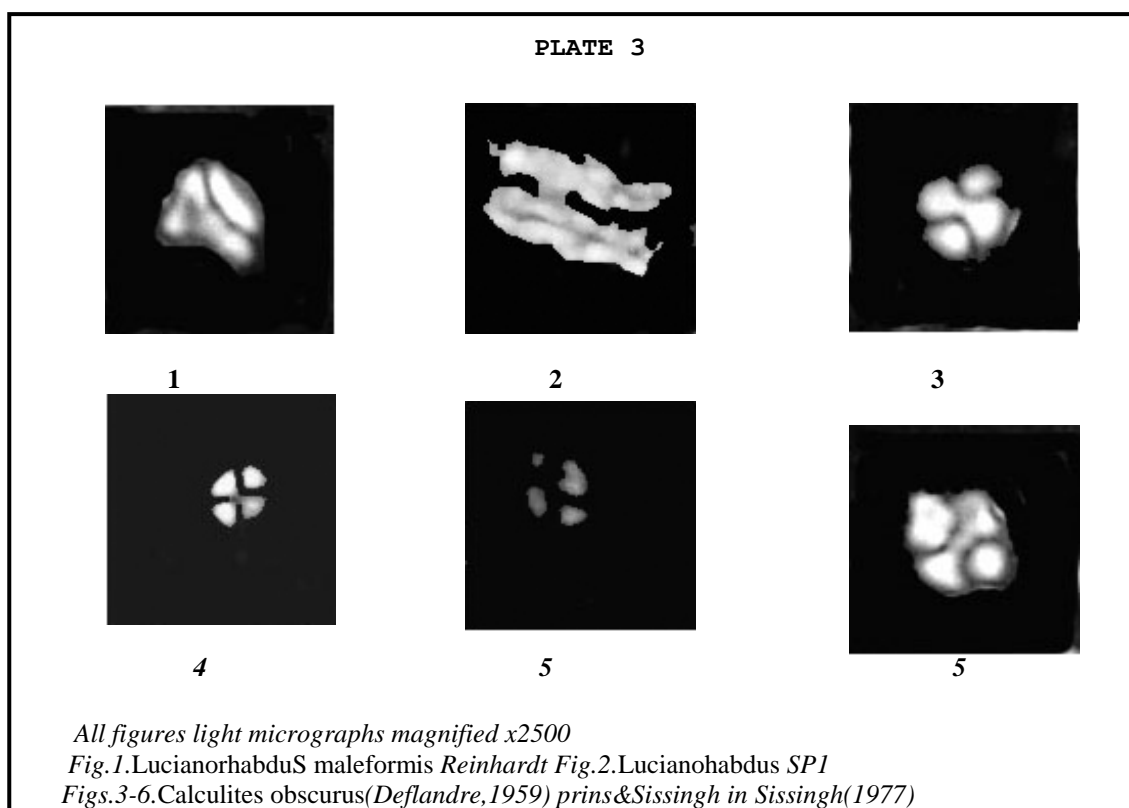 PLATE 3
1 2 3
4 5 5
All figures light micrographs magnified x2500
Fig.1.LucianorhabduS maleformis Reinhardt Fig.2.Lucianohabdus SP1
Figs.3-6.Calculites obscurus(Deflandre,1959) prins&Sissingh in Sissingh(1977)